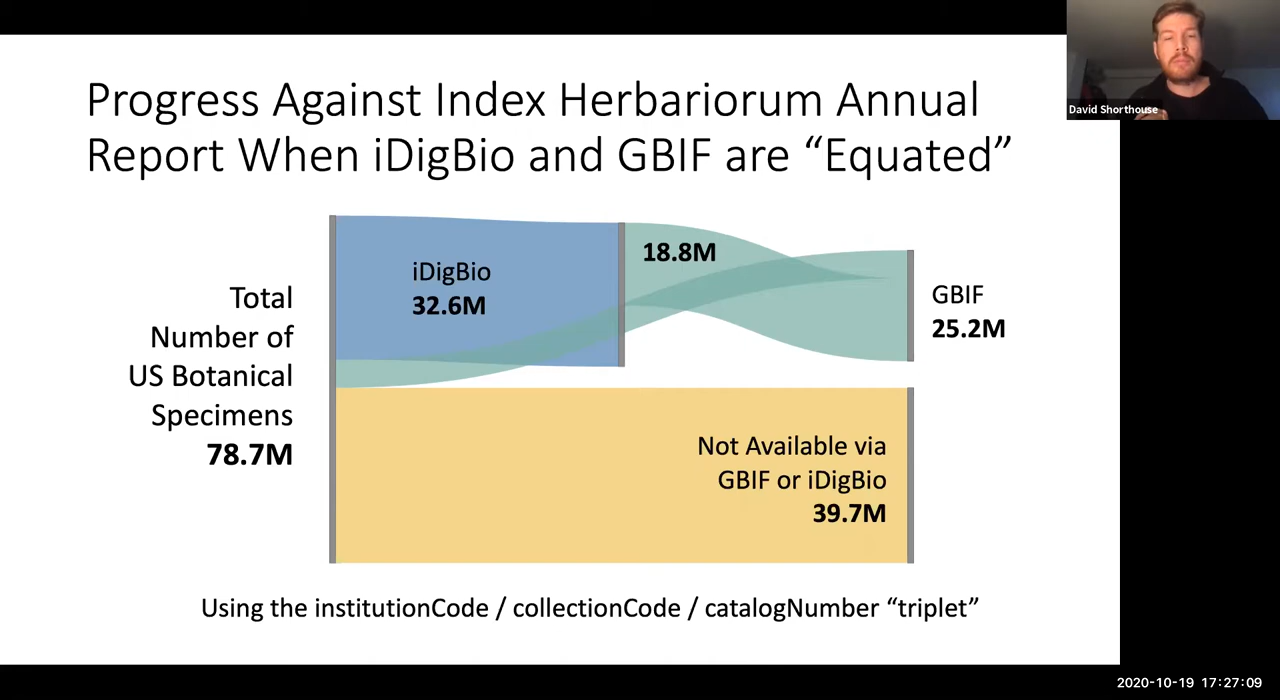 Progress Against Index Herbariorum Annual
Report When iDigBio and GBIF are “Equated”
David Shorthouse
Total
Number of
US Botanical
Specimens
78.7M
iDigBio
32.6M
18.8M
GBIF
25.2M
Not Available via
GBIF or iDigBio
39.7M
Using the institutionCode / collectionCode / catalogNumber “triplet”
2020-10-19 17:27:09